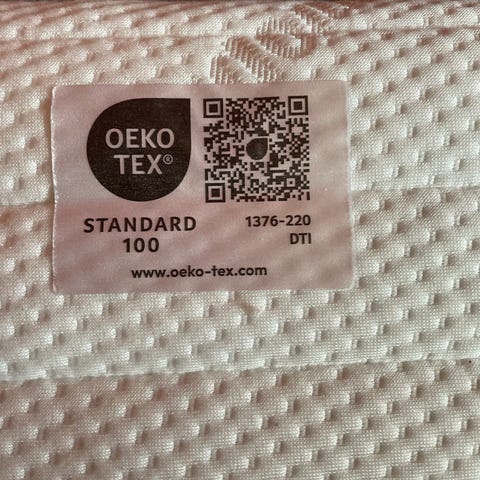 OEKO
TEX®
STANDARD
100
1376-220
DTI
www.oeko-tex.com